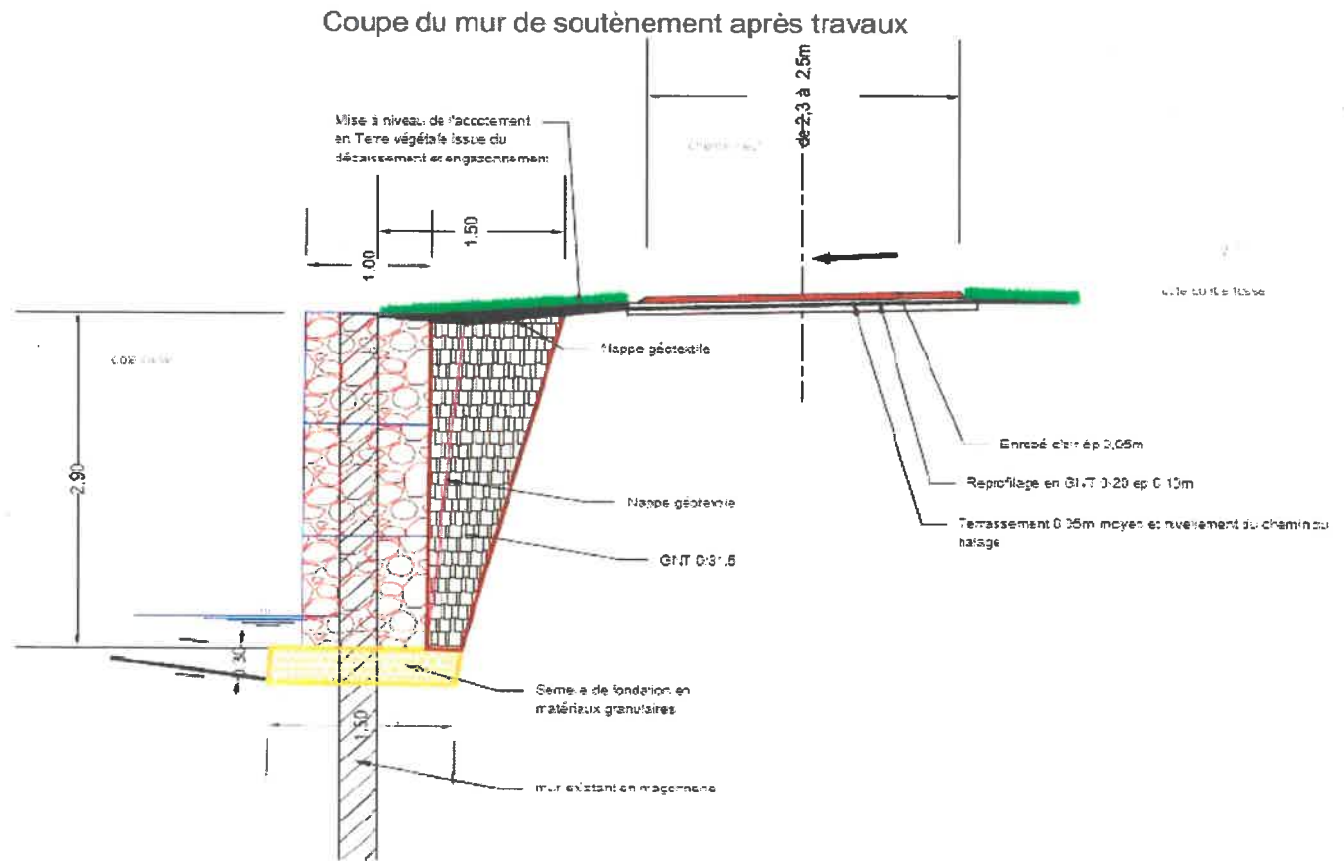 Coupe du mur de soutènement après travaux
de 2,3 à 2,5m
Mise à niveau de l'accotement
en Terre végétale issue du
décaissement et engazonnement
1.50
1.00
Nappe géotextile
2.90
Enrobé clair ép 0,05m
Nappe géotextile
Reprofilage en GNT 0/20 ep 0.10m
Terrassement 0.05m moyen et nivellement du chemin du
halage
GNT 0/31.5
0.30
Semelle de fondation en
matériaux granulaires
1.50
mur existant en maçonnerie